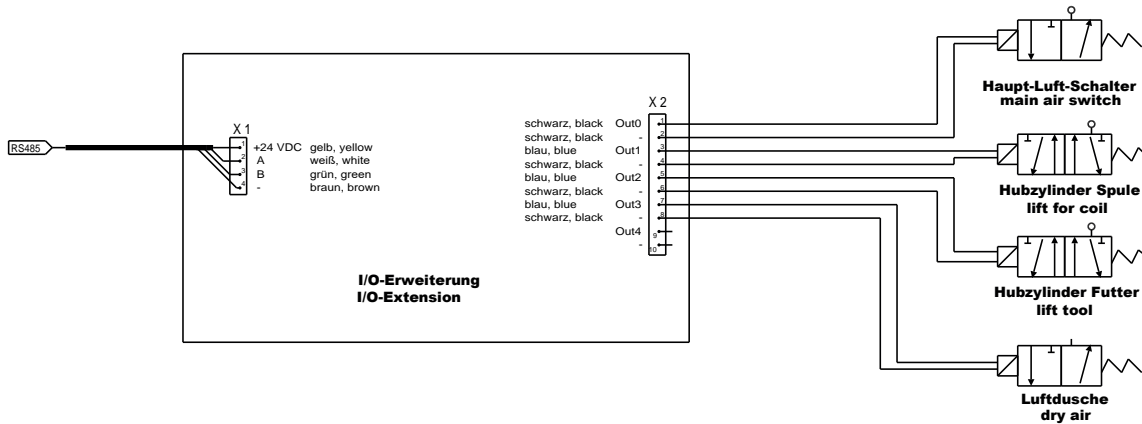 RS485
X 1
1 +24 VDC gelb, yellow
2 A weiß, white
3 B grün, green
4 - braun, brown
I/O-Erweiterung
I/O-Extension
X 2
schwarz, black Out0 1
schwarz, black - 2
blau, blue Out1 3
schwarz, black - 4
blau, blue Out2 5
schwarz, black - 6
blau, blue Out3 7
schwarz, black - 8
Out4 9
- 10
Haupt-Luft-Schalter
main air switch
Hubzylinder Spule
lift for coil
Hubzylinder Futter
lift tool
Luftdusche
dry air